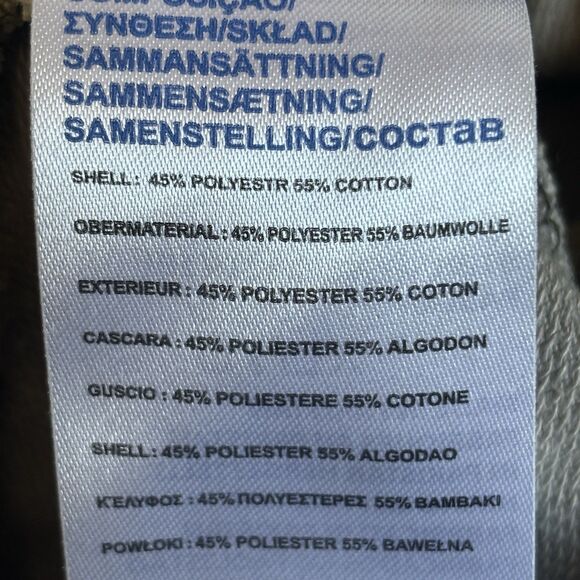 COMPOSIÇÃO/
ΣΥΝΘΕΣΗ/SKŁAD/
SAMMANSÄTTNING/
SAMMENSÆTNING/
SAMENSTELLING/COCTaB
SHELL: 45% POLYESTR 55% COTTON
OBERMATERIAL: 45% POLYESTER 55% BAUMWOLLE
EXTERIEUR: 45% POLYESTER 55% COTON
CASCARA: 45% POLIESTER 55% ALGODON
GUSCIO: 45% POLIESTERE 55% COTONE
SHELL: 45% POLIESTER 55% ALGODAO
ΚΈΛΥΦΟΣ: 45% ΠΟΛΥΕΣΤΕΡΕΣ 55% ΒΑΜΒΑΚΙ
POWŁOKI: 45% POLIESTER 55% BAWEŁNA